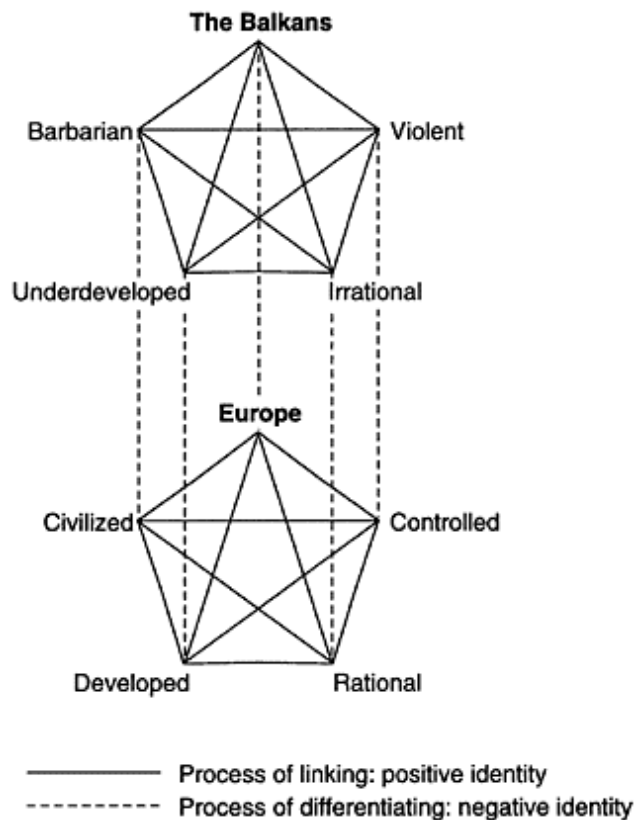 The Balkans
Barbarian
Violent
Underdeveloped
Irrational
Europe
Civilized
Controlled
Developed
Rational
Process of linking: positive identity
Process of differentiating: negative identity